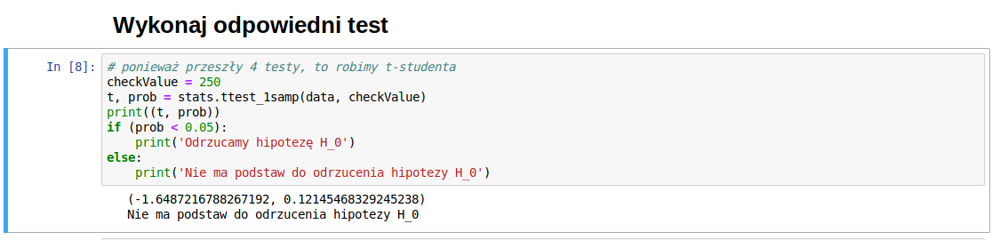 Wykonaj odpowiedni test
In [8]: # ponieważ przeszły 4 testy, to robimy t-studenta
checkValue = 250
t, prob = stats.ttest_1samp(data, checkValue)
print((t, prob))
if (prob < 0.05):
    print('Odrzucamy hipotezę H_0')
else:
    print('Nie ma podstaw do odrzucenia hipotezy H_0')
(-1.6487216788267192, 0.12145468329245238)
Nie ma podstaw do odrzucenia hipotezy H_0